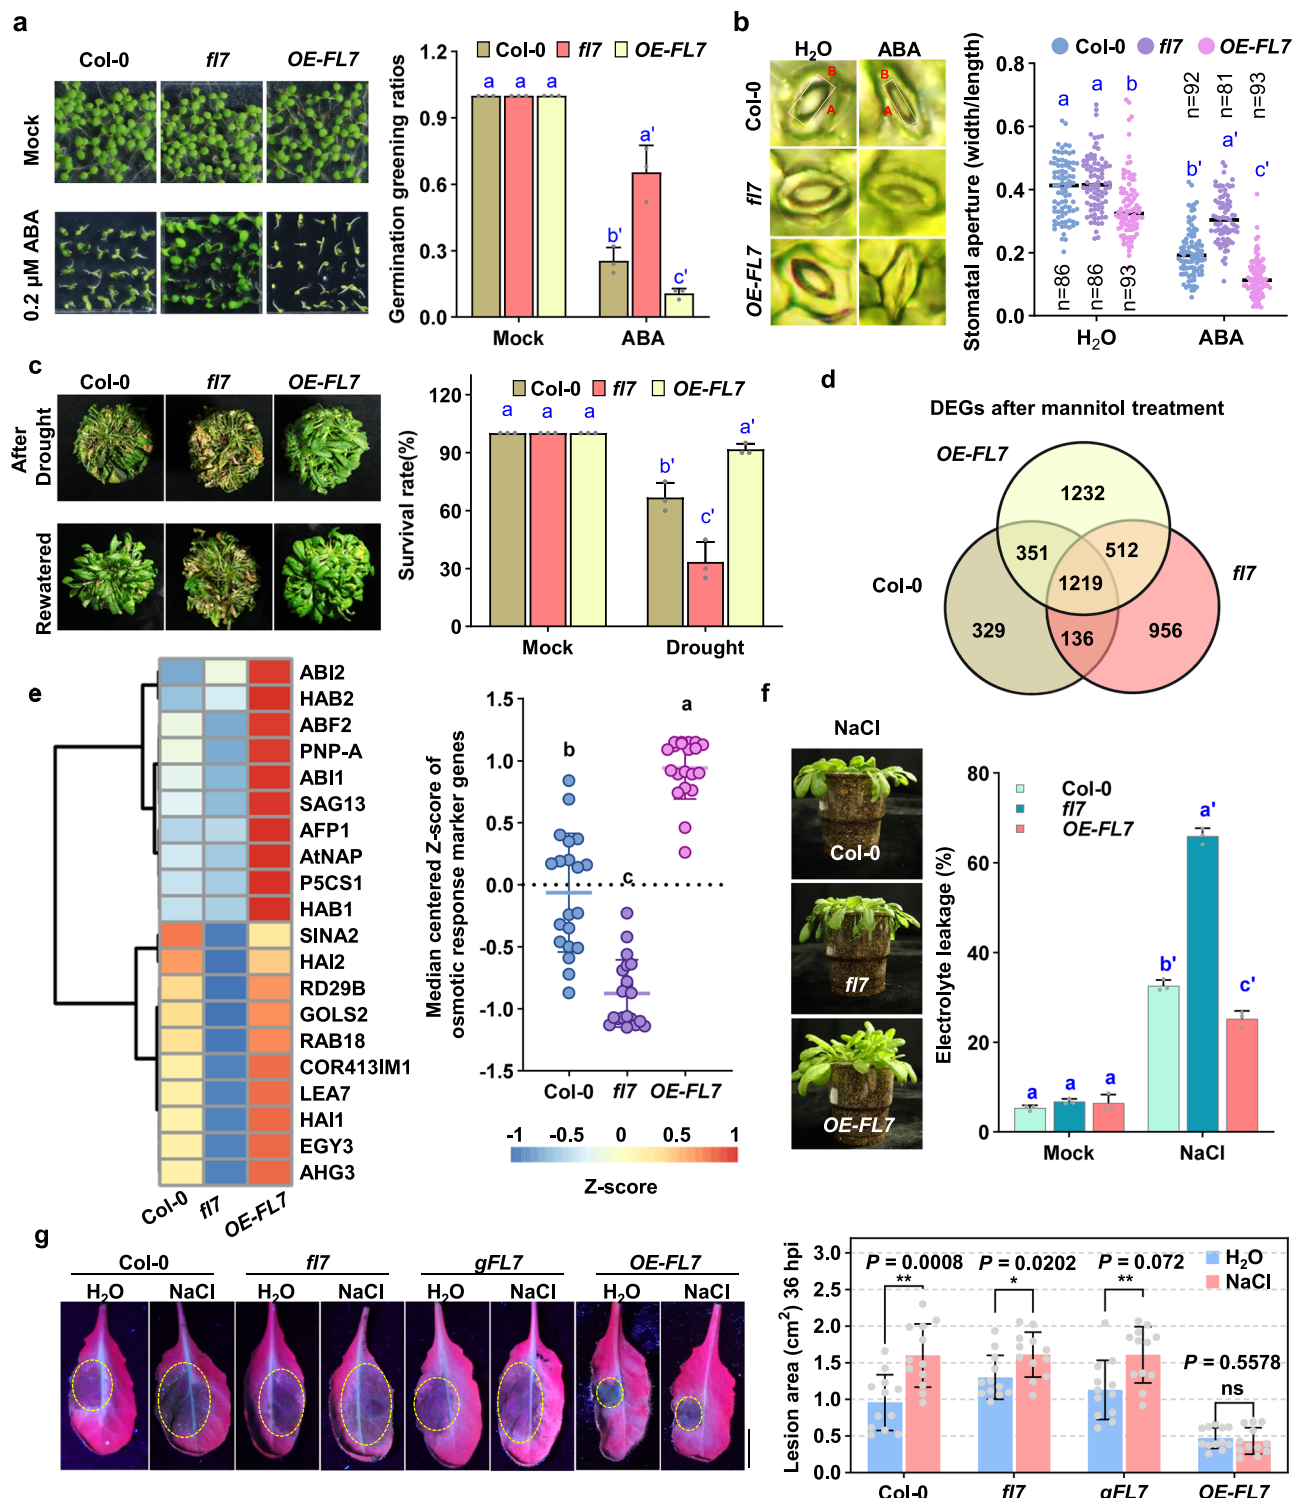 a
Col-0 fl7 OE-FL7
Mock
0.2 µM ABA
Germination greening ratios
1.2
0.9
0.6
0.3
0.0
Col-0 fl7 OE-FL7
a a a
b' a' c'
Mock ABA
b
H2O ABA
Col-0
fl7
OE-FL7
B B
A A
Stomatal aperture (width/length)
0.8
0.6
0.4
0.2
0.0
Col-0 fl7 OE-FL7
a a b
b' a' c'
n=92 n=81 n=93
n=86 n=86 n=93
H2O ABA
c
Col-0 fl7 OE-FL7
After Drought
Rewatered
Survival rate(%)
120
90
60
30
0
Col-0 fl7 OE-FL7
a a a
b' c' a'
Mock Drought
d
DEGs after mannitol treatment
OE-FL7
Col-0
fl7
1232
351 512
1219
329 136 956
e
ABI2
HAB2
ABF2
PNP-A
ABI1
SAG13
AFP1
AtNAP
P5CS1
HAB1
SINA2
HAI2
RD29B
GOLS2
RAB18
COR413IM1
LEA7
HAI1
EGY3
AHG3
Col-0 fl7 OE-FL7
Median centered Z-score of
osmotic response marker genes
1.5
1.0
0.5
0.0
-0.5
-1.0
-1.5
b c a
Col-0 fl7 OE-FL7
-1 -0.5 0 0.5 1
Z-score
f
NaCl
Col-0
fl7
OE-FL7
Electrolyte leakage (%)
80
60
40
20
0
Col-0
fl7
OE-FL7
a a a
b' a' c'
Mock NaCl
g
Col-0 fl7 gFL7 OE-FL7
H2O NaCl H2O NaCl H2O NaCl H2O NaCl
Lesion area (cm2) 36 hpi
3.0
2.5
2.0
1.5
1.0
0.5
0.0
P = 0.0008 P = 0.0202 P = 0.072
** * **
P = 0.5578
ns
H2O
NaCl
Col-0 fl7 gFL7 OE-FL7